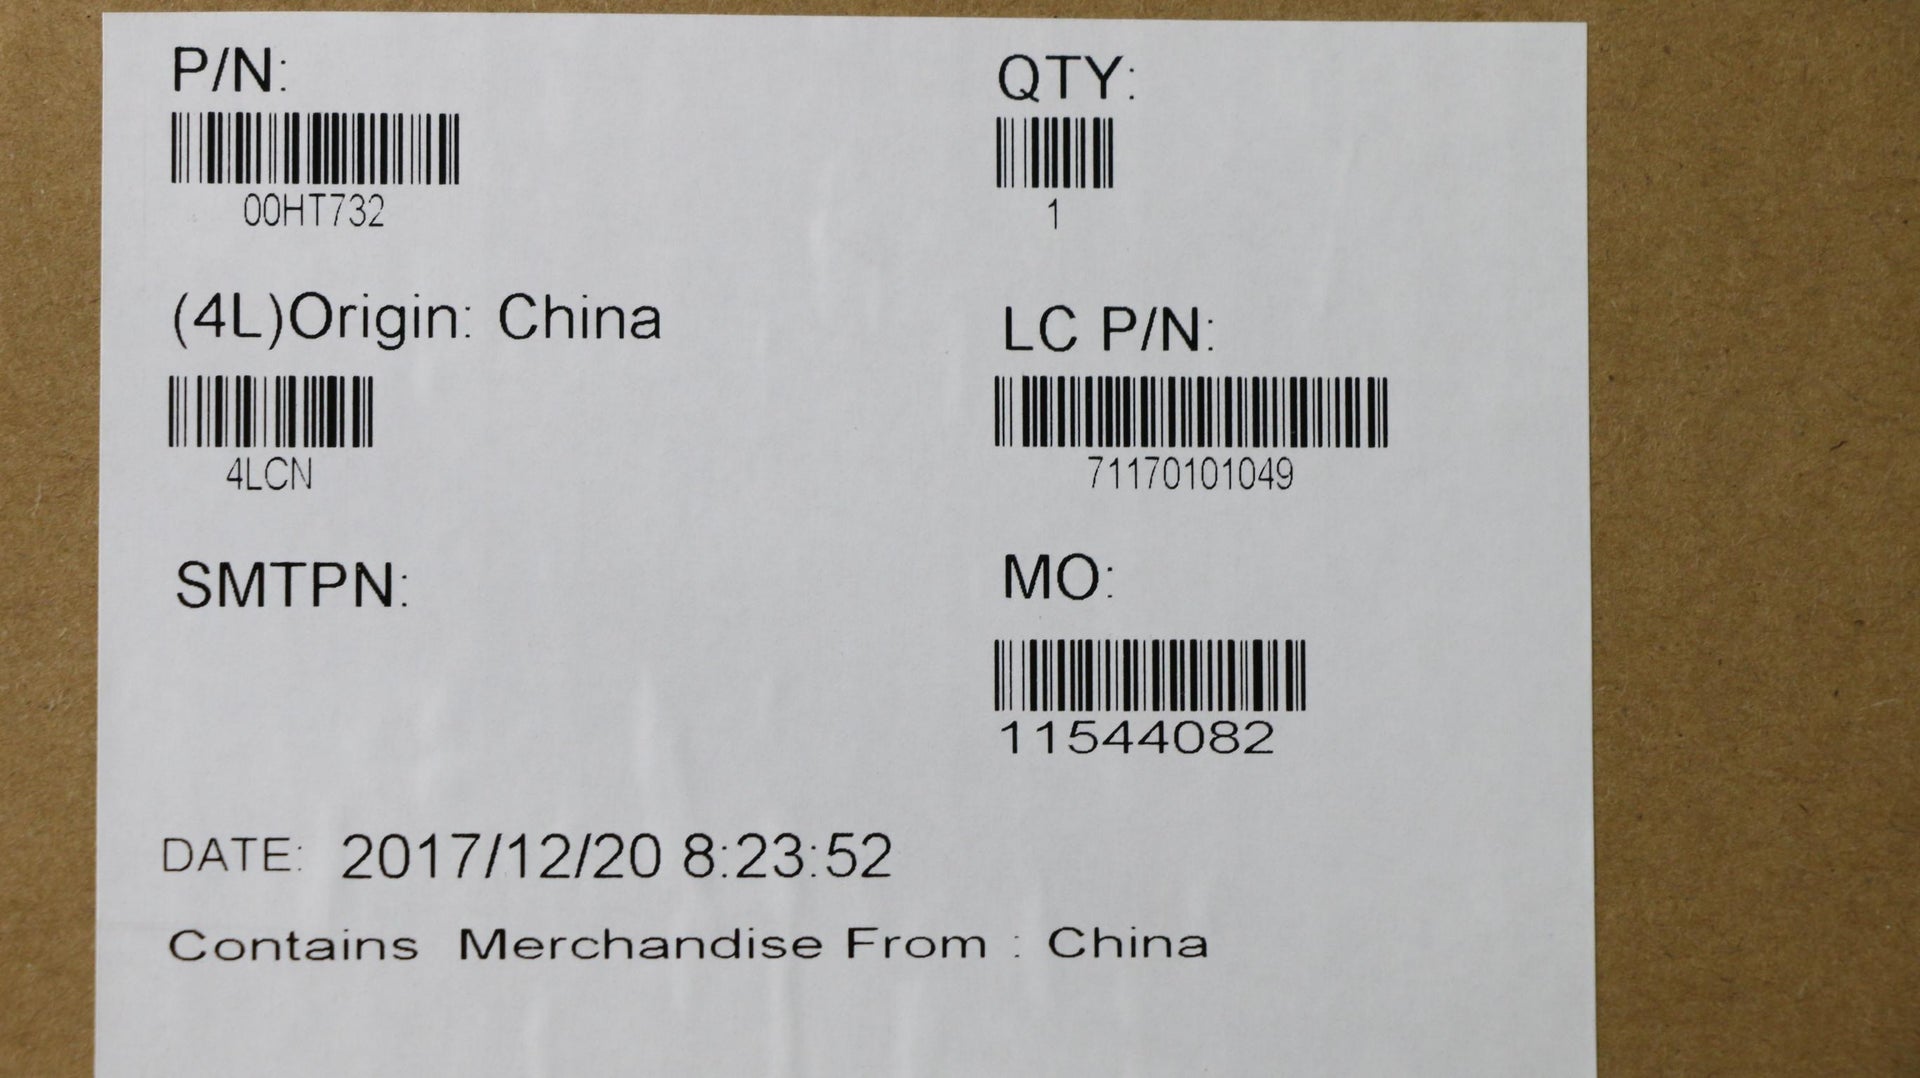 P/N:
00HT732
QTY:
1
(4L)Origin: China
4LCN
LC P/N:
71170101049
SMTPN:
MO:
11544082
DATE: 2017/12/20 8:23:52
Contains Merchandise From : China